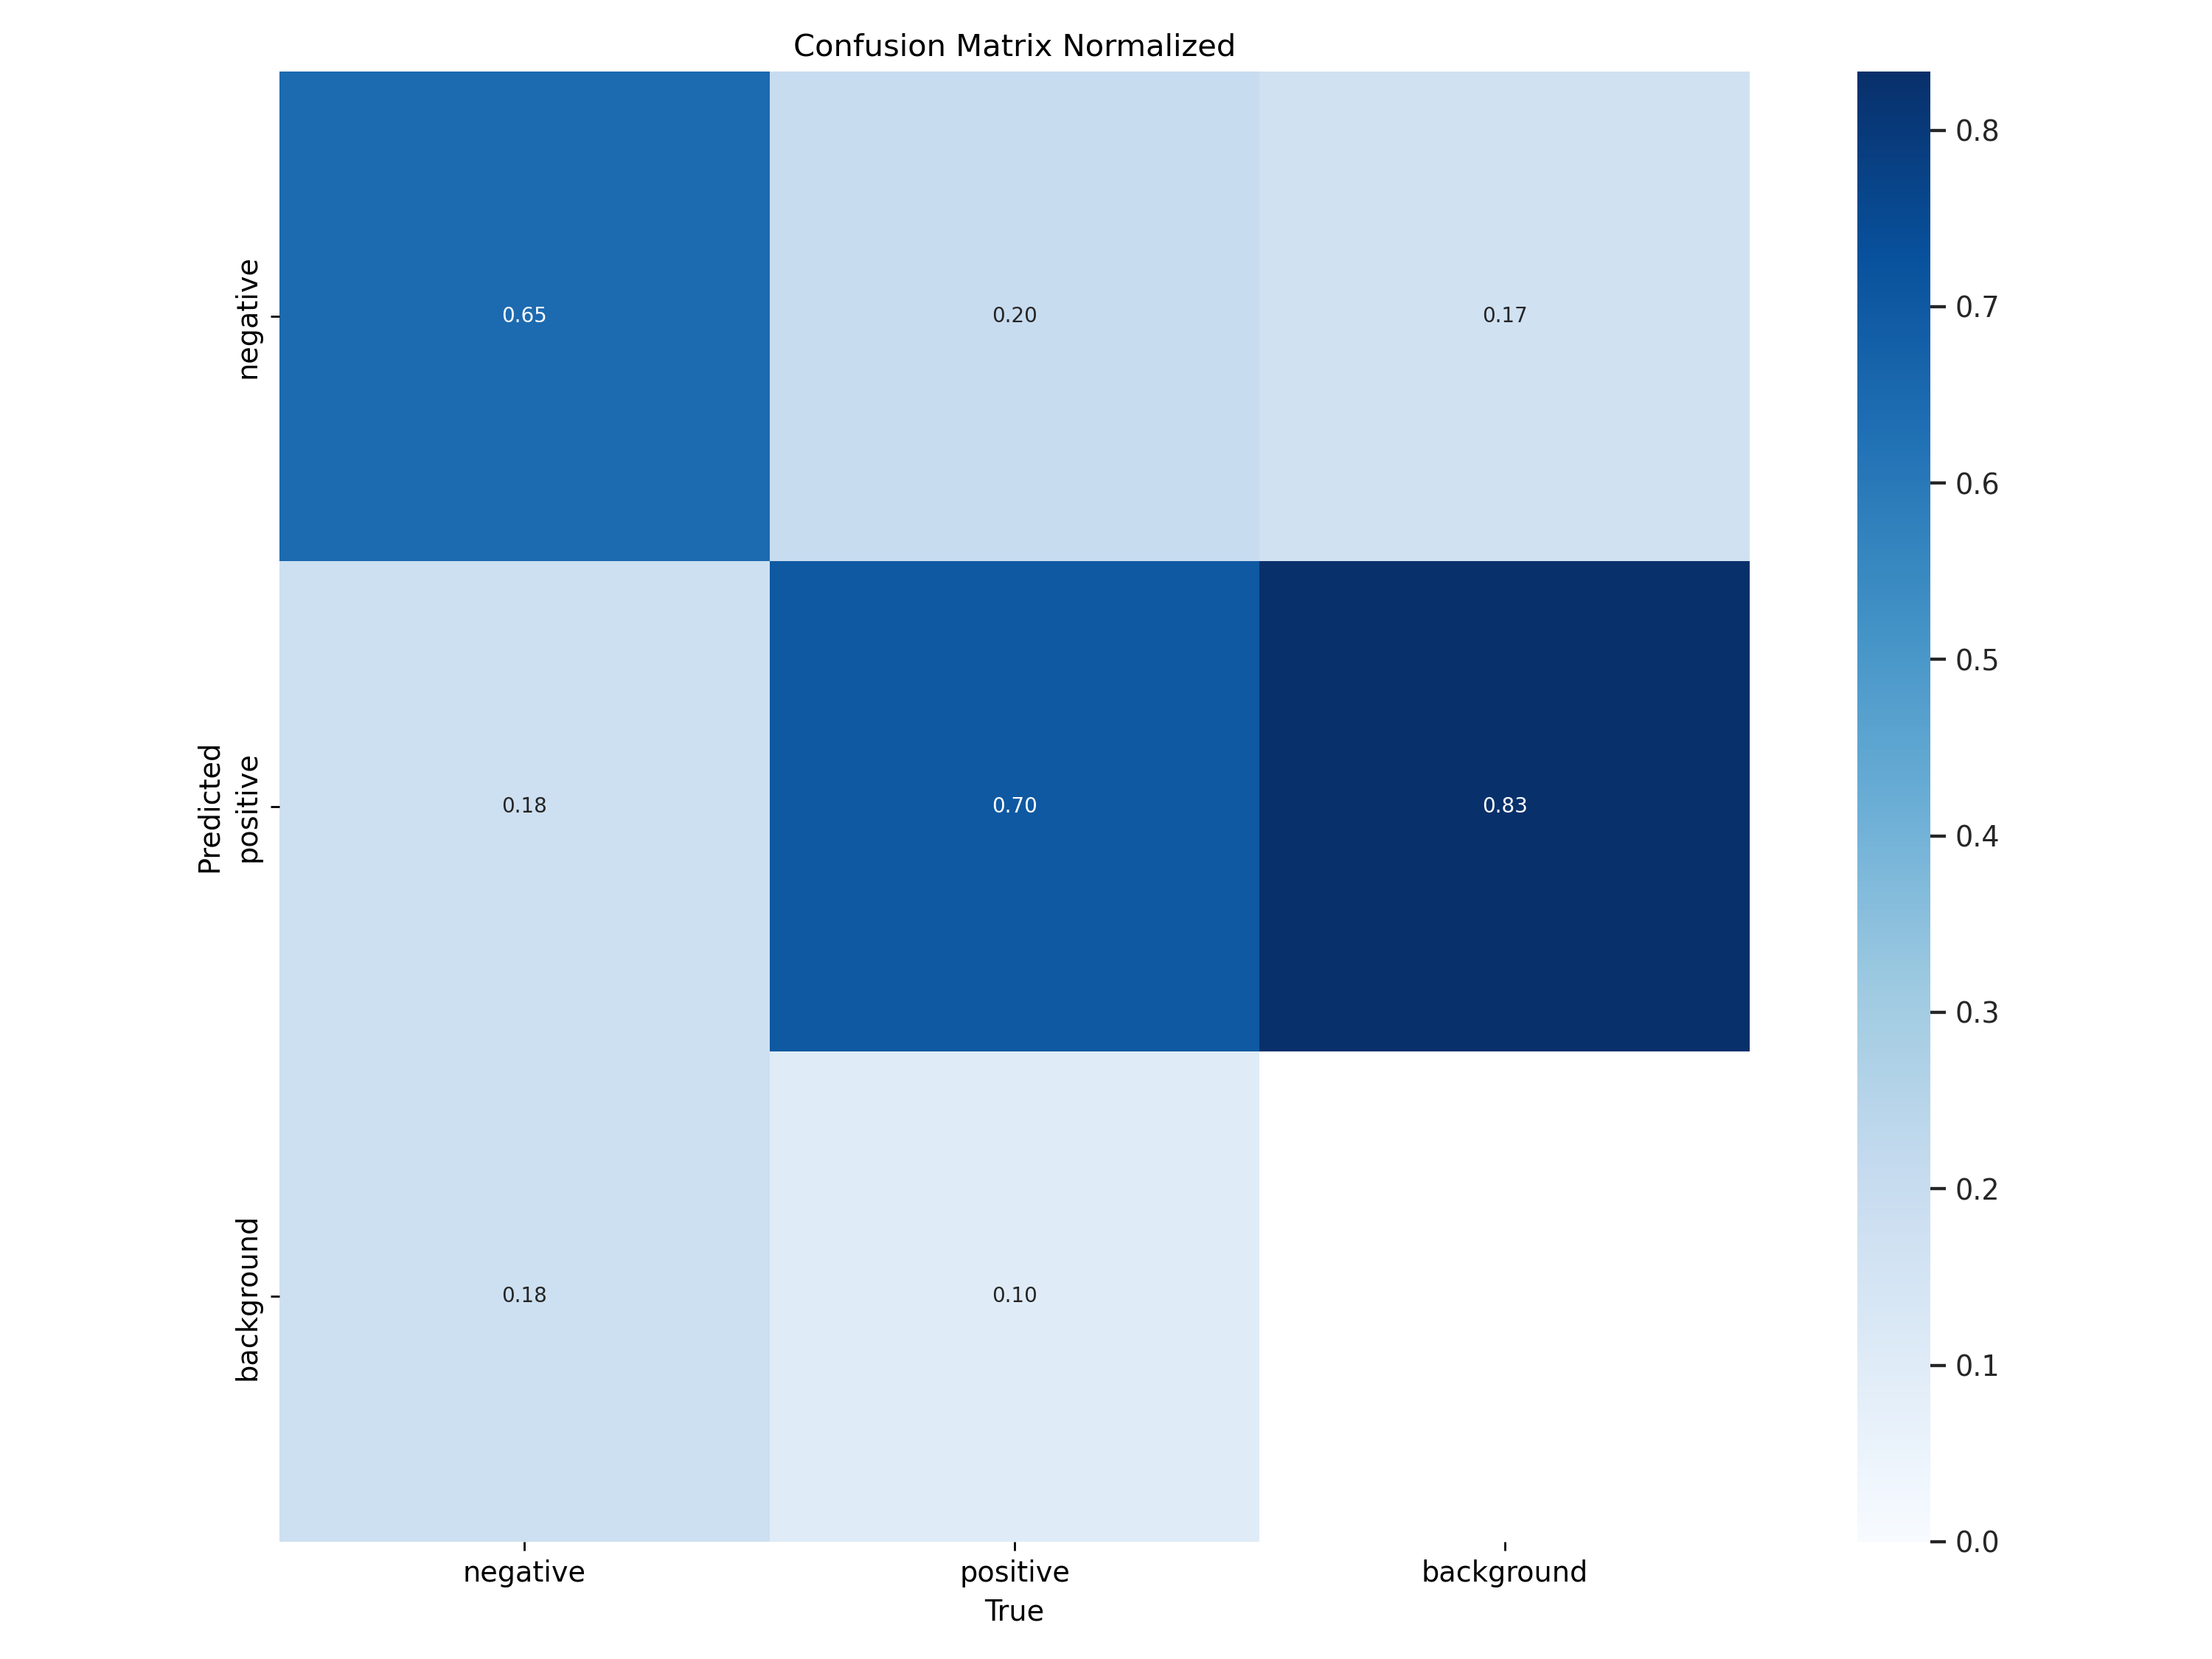 Confusion Matrix Normalized
negative
0.65
0.20
0.17
0.8
0.7
0.6
Predicted
positive
0.18
0.70
0.83
0.5
0.4
0.3
background
0.18
0.10
0.2
0.1
0.0
negative
positive
background
True